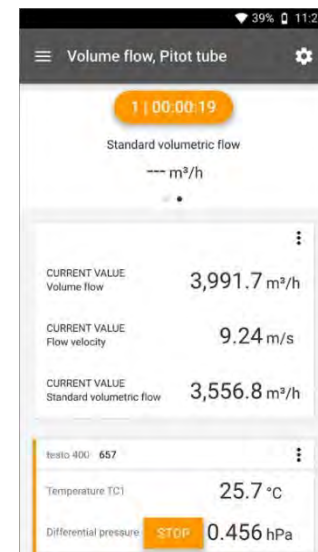 39% 11:2
Volume flow, Pitot tube
1 | 00:00:19
Standard volumetric flow
--- m³/h
CURRENT VALUE
Volume flow
3,991.7 m³/h
CURRENT VALUE
Flow velocity
9.24 m/s
CURRENT VALUE
Standard volumetric flow
3,556.8 m³/h
testo 400 657
Temperature TC1
25.7 °C
Differential pressure STOP 0.456 hPa